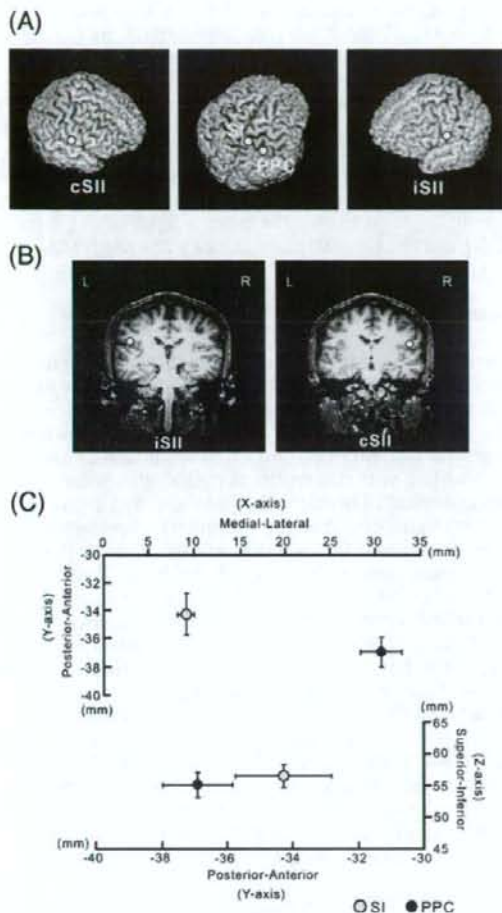 (A)
cSII
SI
PPC
iSII
(B)
L R
iSII
L R
cSII
(C)
(X-axis)
Medial-Lateral
0 5 10 15 20 25 30 35 (mm)
(Y-axis)
Posterior-Anterior
-30
-34
-36
-38
-40
(mm)
(mm)
65
60
55
45
Superior-Inferior
(Z-axis)
(mm)
-40 -38 -36 -34 -32 -30
Posterior-Anterior
(Y-axis)
SI PPC